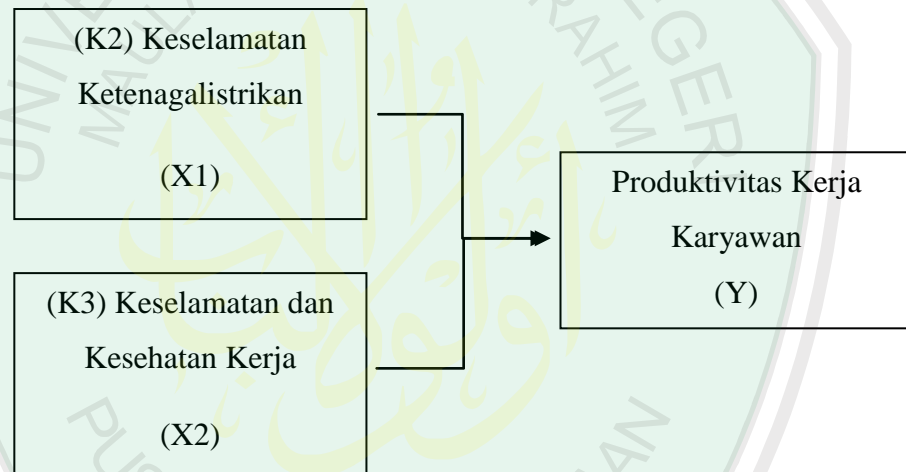 (K2) Keselamatan
Ketenagalistrikan
(X1)
Produktivitas Kerja
Karyawan
(Y)
(K3) Keselamatan dan
Kesehatan Kerja
(X2)